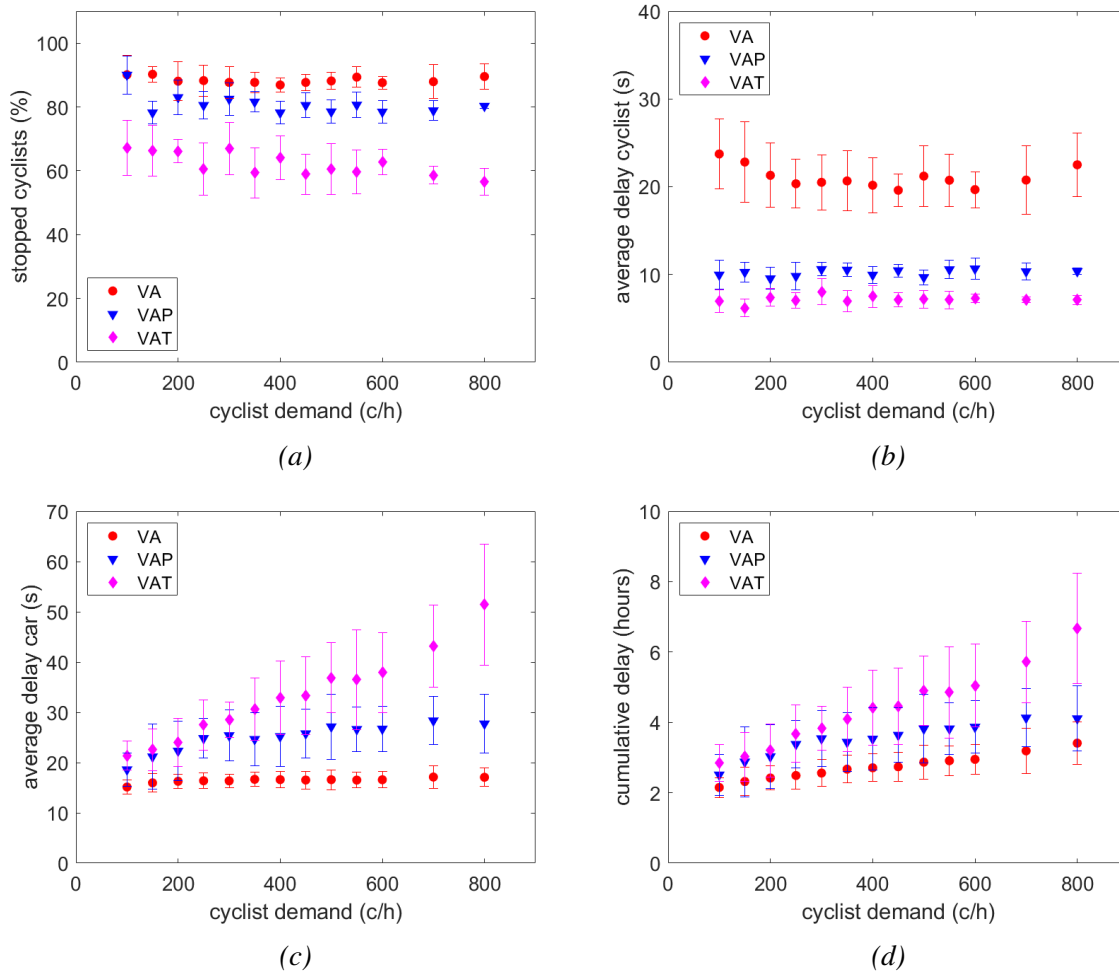 100
80
60
40
20
0
stopped cyclists (%)
VA
VAP
VAT
0 200 400 600 800
cyclist demand (c/h)
(a)
40
30
20
10
0
average delay cyclist (s)
VA
VAP
VAT
0 200 400 600 800
cyclist demand (c/h)
(b)
70
60
50
40
30
20
10
0
average delay car (s)
VA
VAP
VAT
0 200 400 600 800
cyclist demand (c/h)
(c)
10
8
6
4
2
0
cumulative delay (hours)
VA
VAP
VAT
0 200 400 600 800
cyclist demand (c/h)
(d)